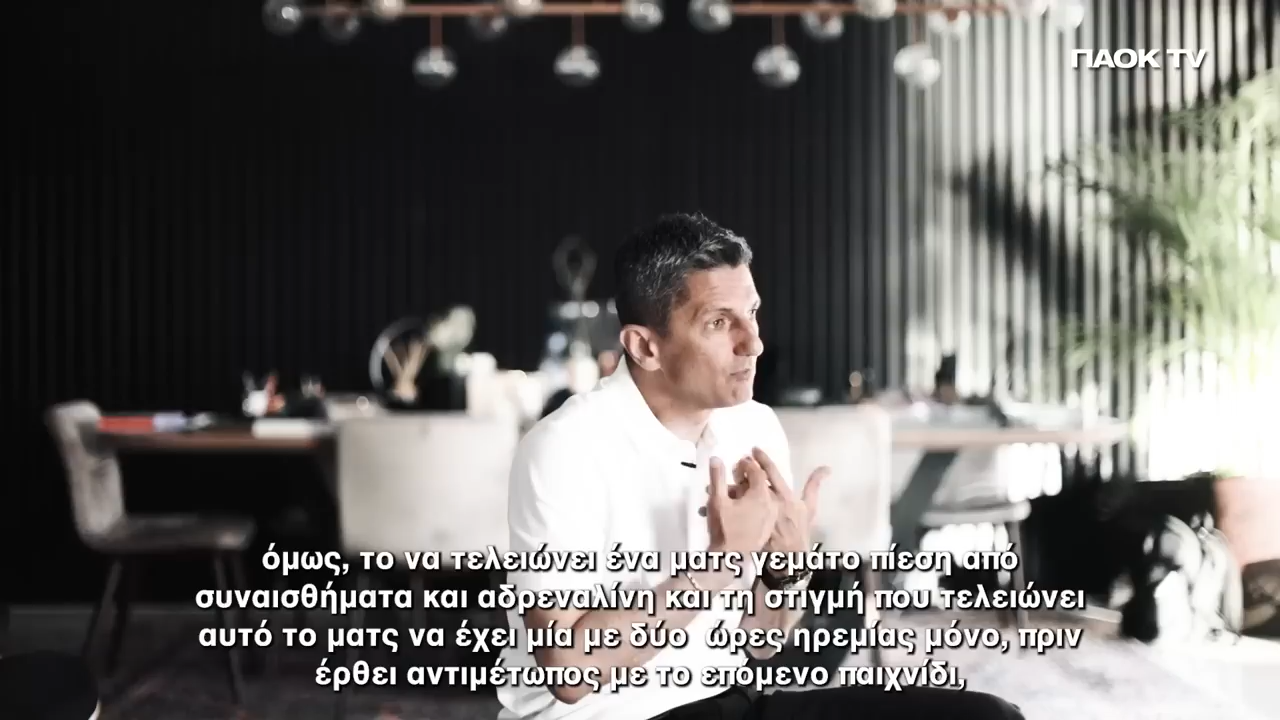 ΠΑΟΚ TV
όμως, το να τελειώνει ένα ματς γεμάτο πίεση από
συναισθήματα και αδρεναλίνη και τη στιγμή που τελειώνει
αυτό το ματς να έχει μία με δύο  ώρες ηρεμίας μόνο, πριν
έρθει αντιμέτωπος με το επόμενο παιχνίδι,